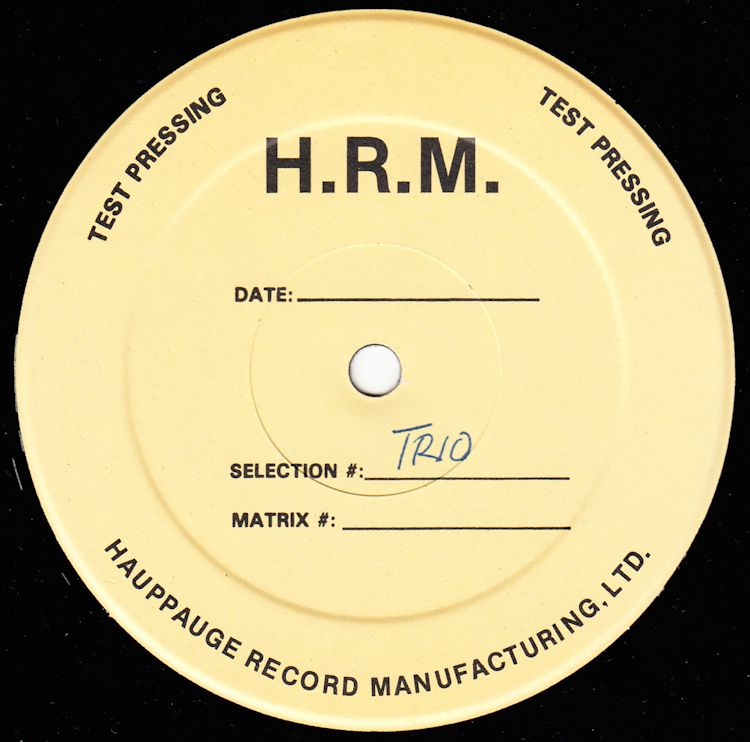 TEST PRESSING
TEST PRESSING
H.R.M.
DATE:
TRIO
SELECTION #:
MATRIX #:
HAUPPAUGE RECORD MANUFACTURING, LTD.